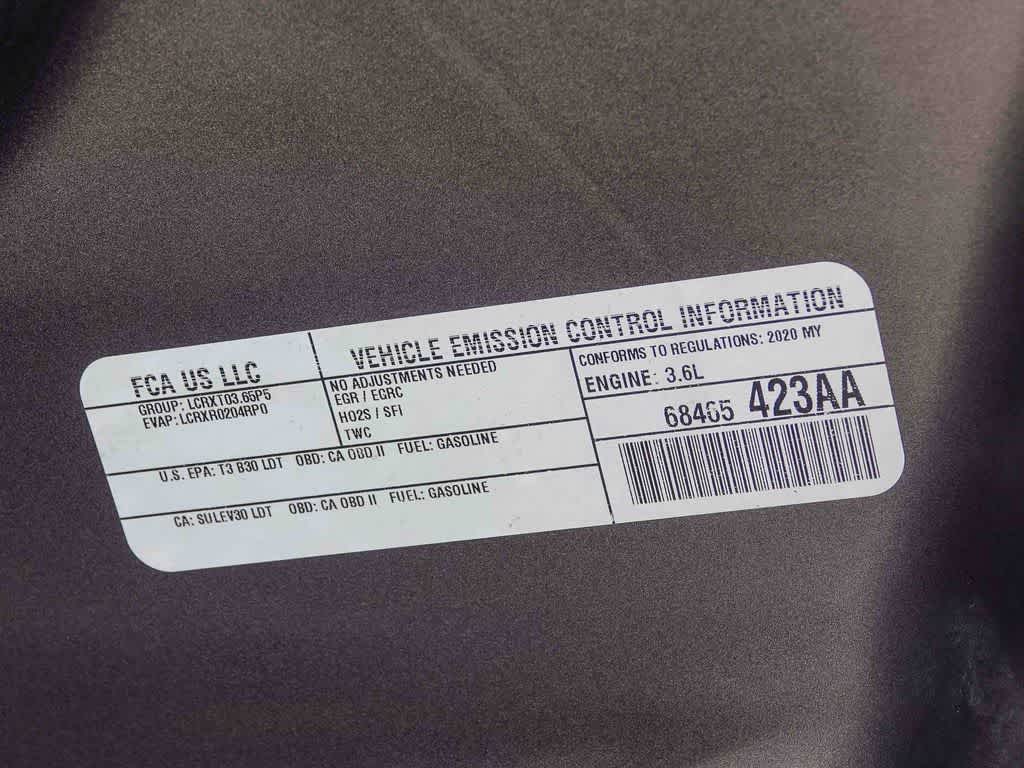 FCA US LLC
GROUP: LCRXT03.65P5
EVAP: LCRXR0204RP0
VEHICLE EMISSION CONTROL INFORMATION
NO ADJUSTMENTS NEEDED
EGR / EGRC
HO2S / SFI
TWC
CONFORMS TO REGULATIONS: 2020 MY
ENGINE: 3.6L
68465 423AA
U.S. EPA: T3 B30 LDT OBD: CA OBD II FUEL: GASOLINE
CA: SULEV30 LDT OBD: CA OBD II FUEL: GASOLINE